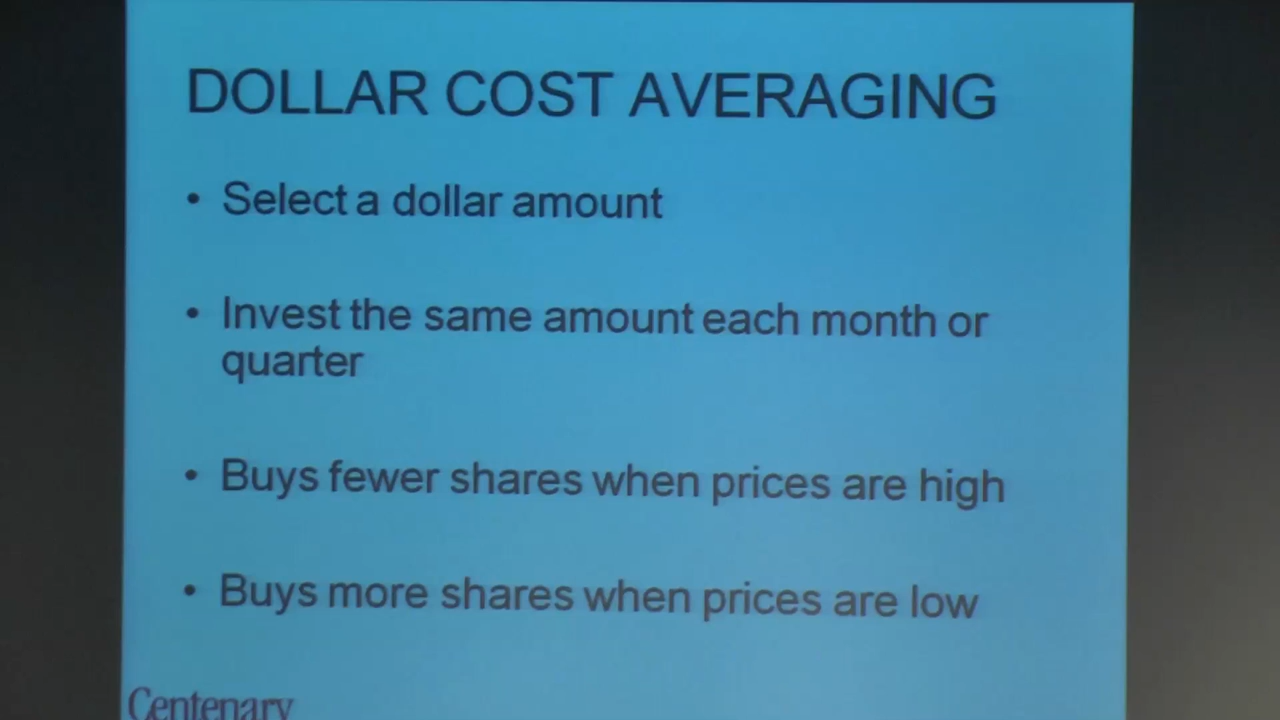 DOLLAR COST AVERAGING
• Select a dollar amount
• Invest the same amount each month or
quarter
• Buys fewer shares when prices are high
• Buys more shares when prices are low
Centenary